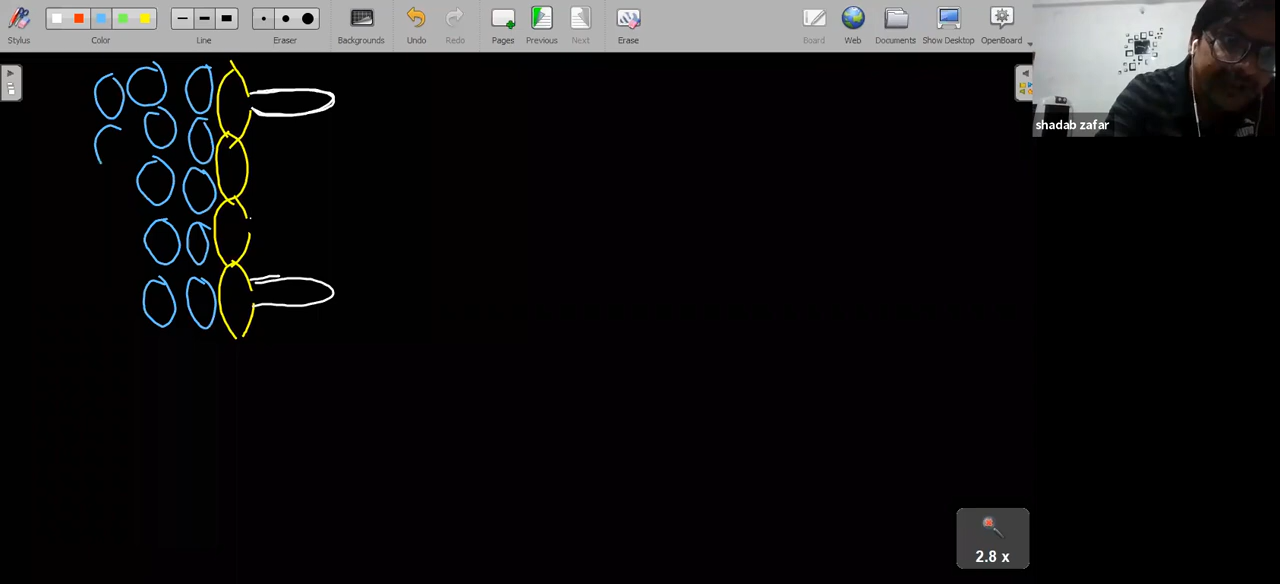 Stylus Color Line Eraser Backgrounds Undo Redo Pages Previous Next Erase Board Web Documents Show Desktop OpenBoard
shadab zafar
2.8 x